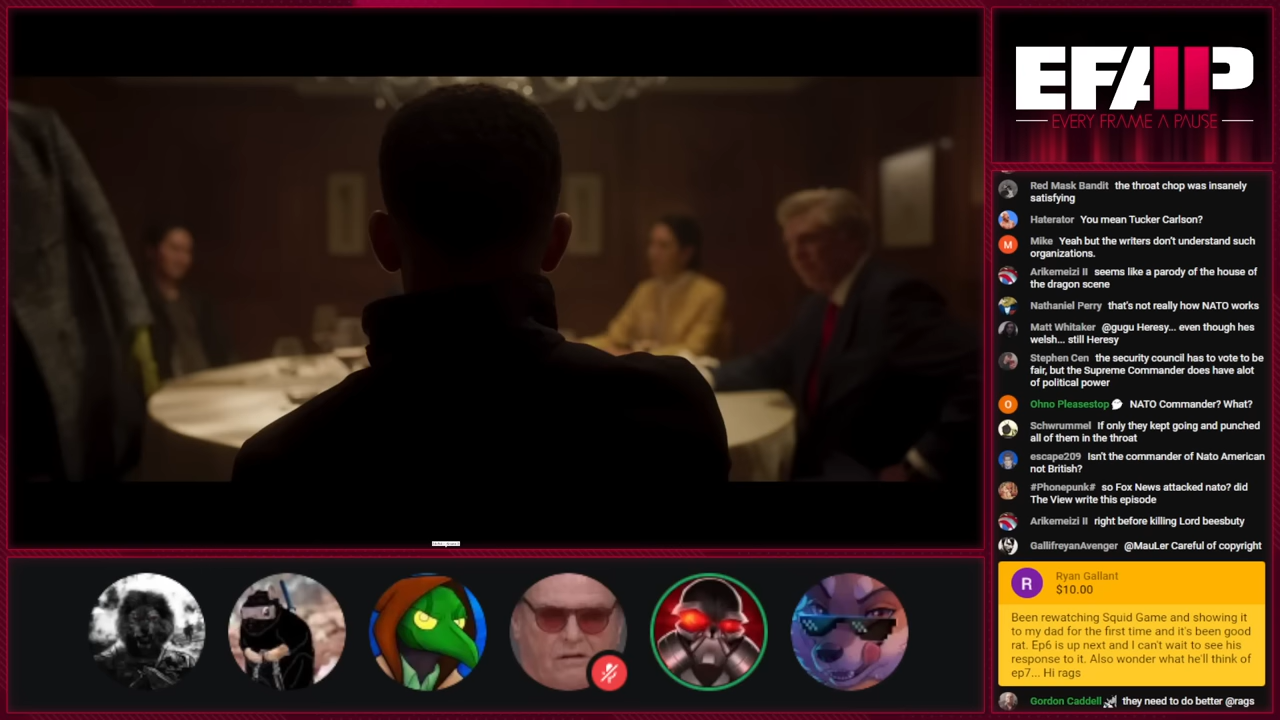 EFAP
EVERY FRAME A PAUSE
Red Mask Bandit the throat chop was insanely
satisfying
Haterator You mean Tucker Carlson?
M
Mike Yeah but the writers don't understand such
organizations.
Arikemeizi II seems like a parody of the house of
the dragon scene
Nathaniel Perry that's not really how NATO works
Matt Whitaker @gugu Heresy... even though hes
welsh... still Heresy
Stephen Cen the security council has to vote to be
fair, but the Supreme Commander does have alot
of political power
O
Ohno Pleasestop NATO Commander? What?
Schwrummel If only they kept going and punched
all of them in the throat
escape209 Isn't the commander of Nato American
not British?
#Phonepunk# so Fox News attacked nato? did
The View write this episode
Arikemeizi II right before killing Lord beesbuty
GallifreyanAvenger @MauLer Careful of copyright
R
Ryan Gallant
$10.00
Been rewatching Squid Game and showing it
to my dad for the first time and it's been good
rat. Ep6 is up next and I can't wait to see his
response to it. Also wonder what he'll think of
ep7... Hi rags
Gordon Caddell they need to do better @rags